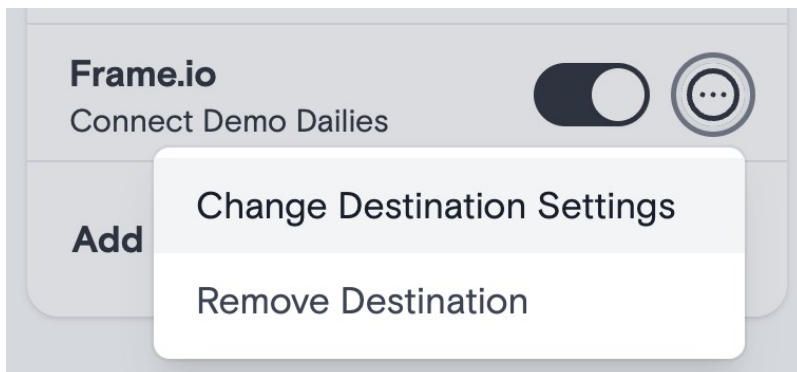 Frame.io
Connect Demo Dailies
Change Destination Settings
Add
Remove Destination